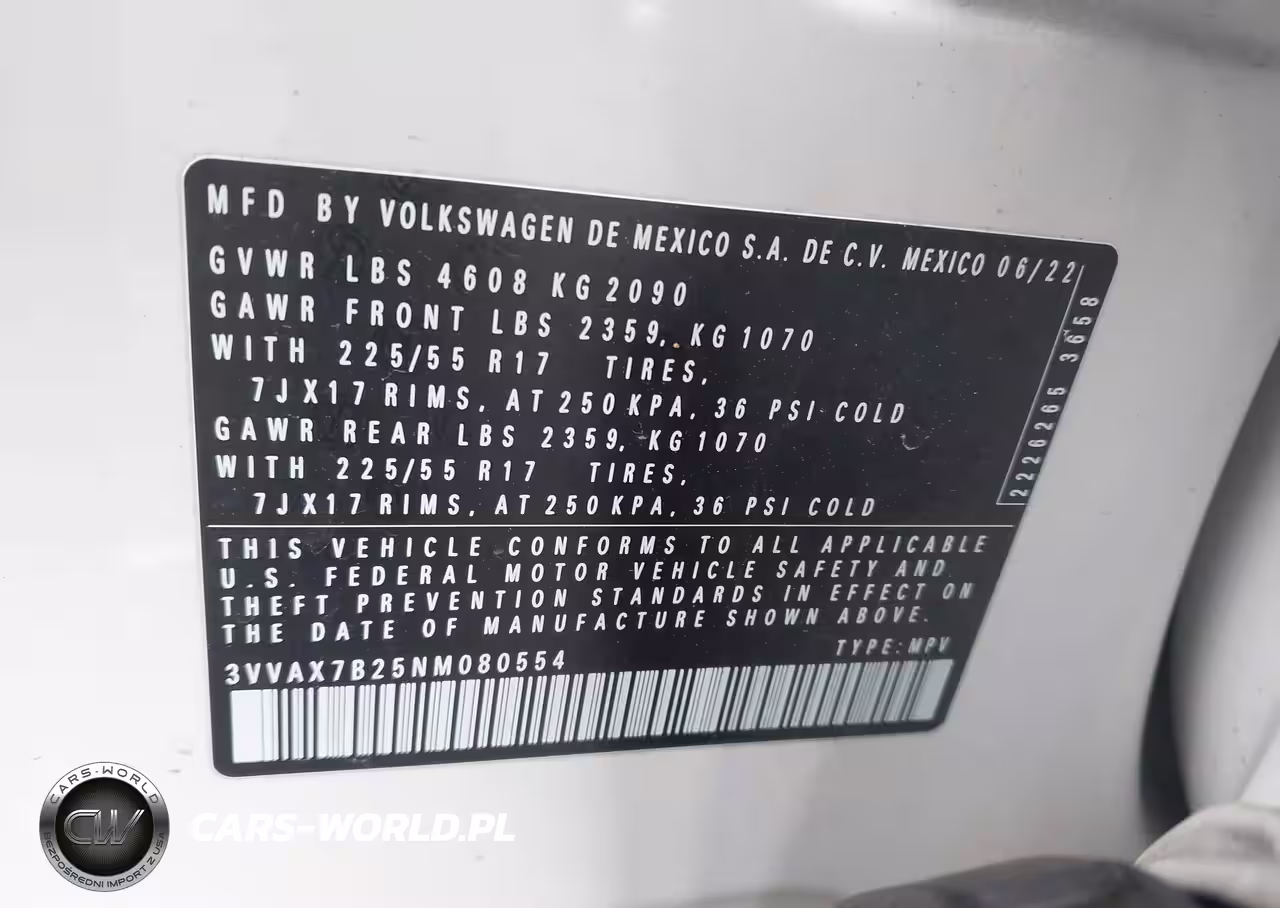 MFD BY VOLKSWAGEN DE MEXICO S.A. DE C.V. MEXICO 06/22
GVWR LBS 4608 KG 2090
GAWR FRONT LBS 2359, KG 1070
WITH 225/55 R17 TIRES,
7JX17 RIMS, AT 250 KPA, 36 PSI COLD
GAWR REAR LBS 2359, KG 1070
WITH 225/55 R17 TIRES,
7JX17 RIMS, AT 250 KPA, 36 PSI COLD
2226265 3658
THIS VEHICLE CONFORMS TO ALL APPLICABLE
U.S. FEDERAL MOTOR VEHICLE SAFETY AND
THEFT PREVENTION STANDARDS IN EFFECT ON
THE DATE OF MANUFACTURE SHOWN ABOVE.
TYPE: MPV
3VVAX7B25NM080554
CARS-WORLD
CW
BEZPOŚREDNI IMPORT Z USA
CARS-WORLD.PL